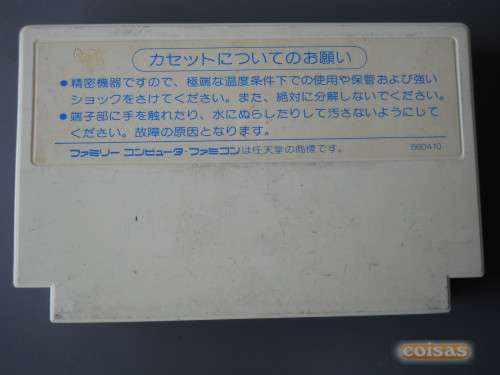 カセットについてのお願い
●精密機器ですので、極端な温度条件下での使用や保管および強い
ショックをさけてください。また、絶対に分解しないでください。
●端子部に手を触れたり、水にぬらしたりして汚さないようにして
ください。故障の原因となります。
ファミリーコンピュータ・ファミコンは任天堂の商標です。 860410
coisas